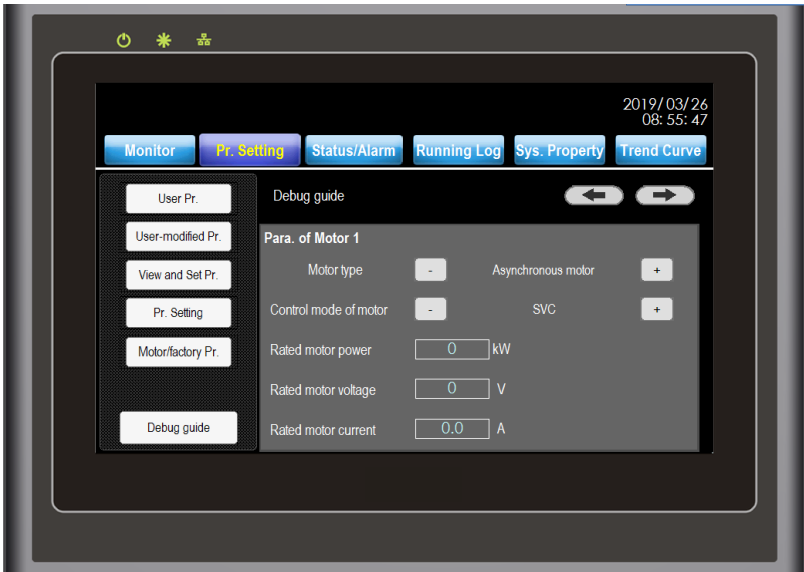 2019/03/26
08:55:47
Monitor Pr. Setting Status/Alarm Running Log Sys. Property Trend Curve
User Pr.
User-modified Pr.
View and Set Pr.
Pr. Setting
Motor/factory Pr.
Debug guide
Debug guide
Para. of Motor 1
Motor type - Asynchronous motor +
Control mode of motor - SVC +
Rated motor power 0 kW
Rated motor voltage 0 V
Rated motor current 0.0 A